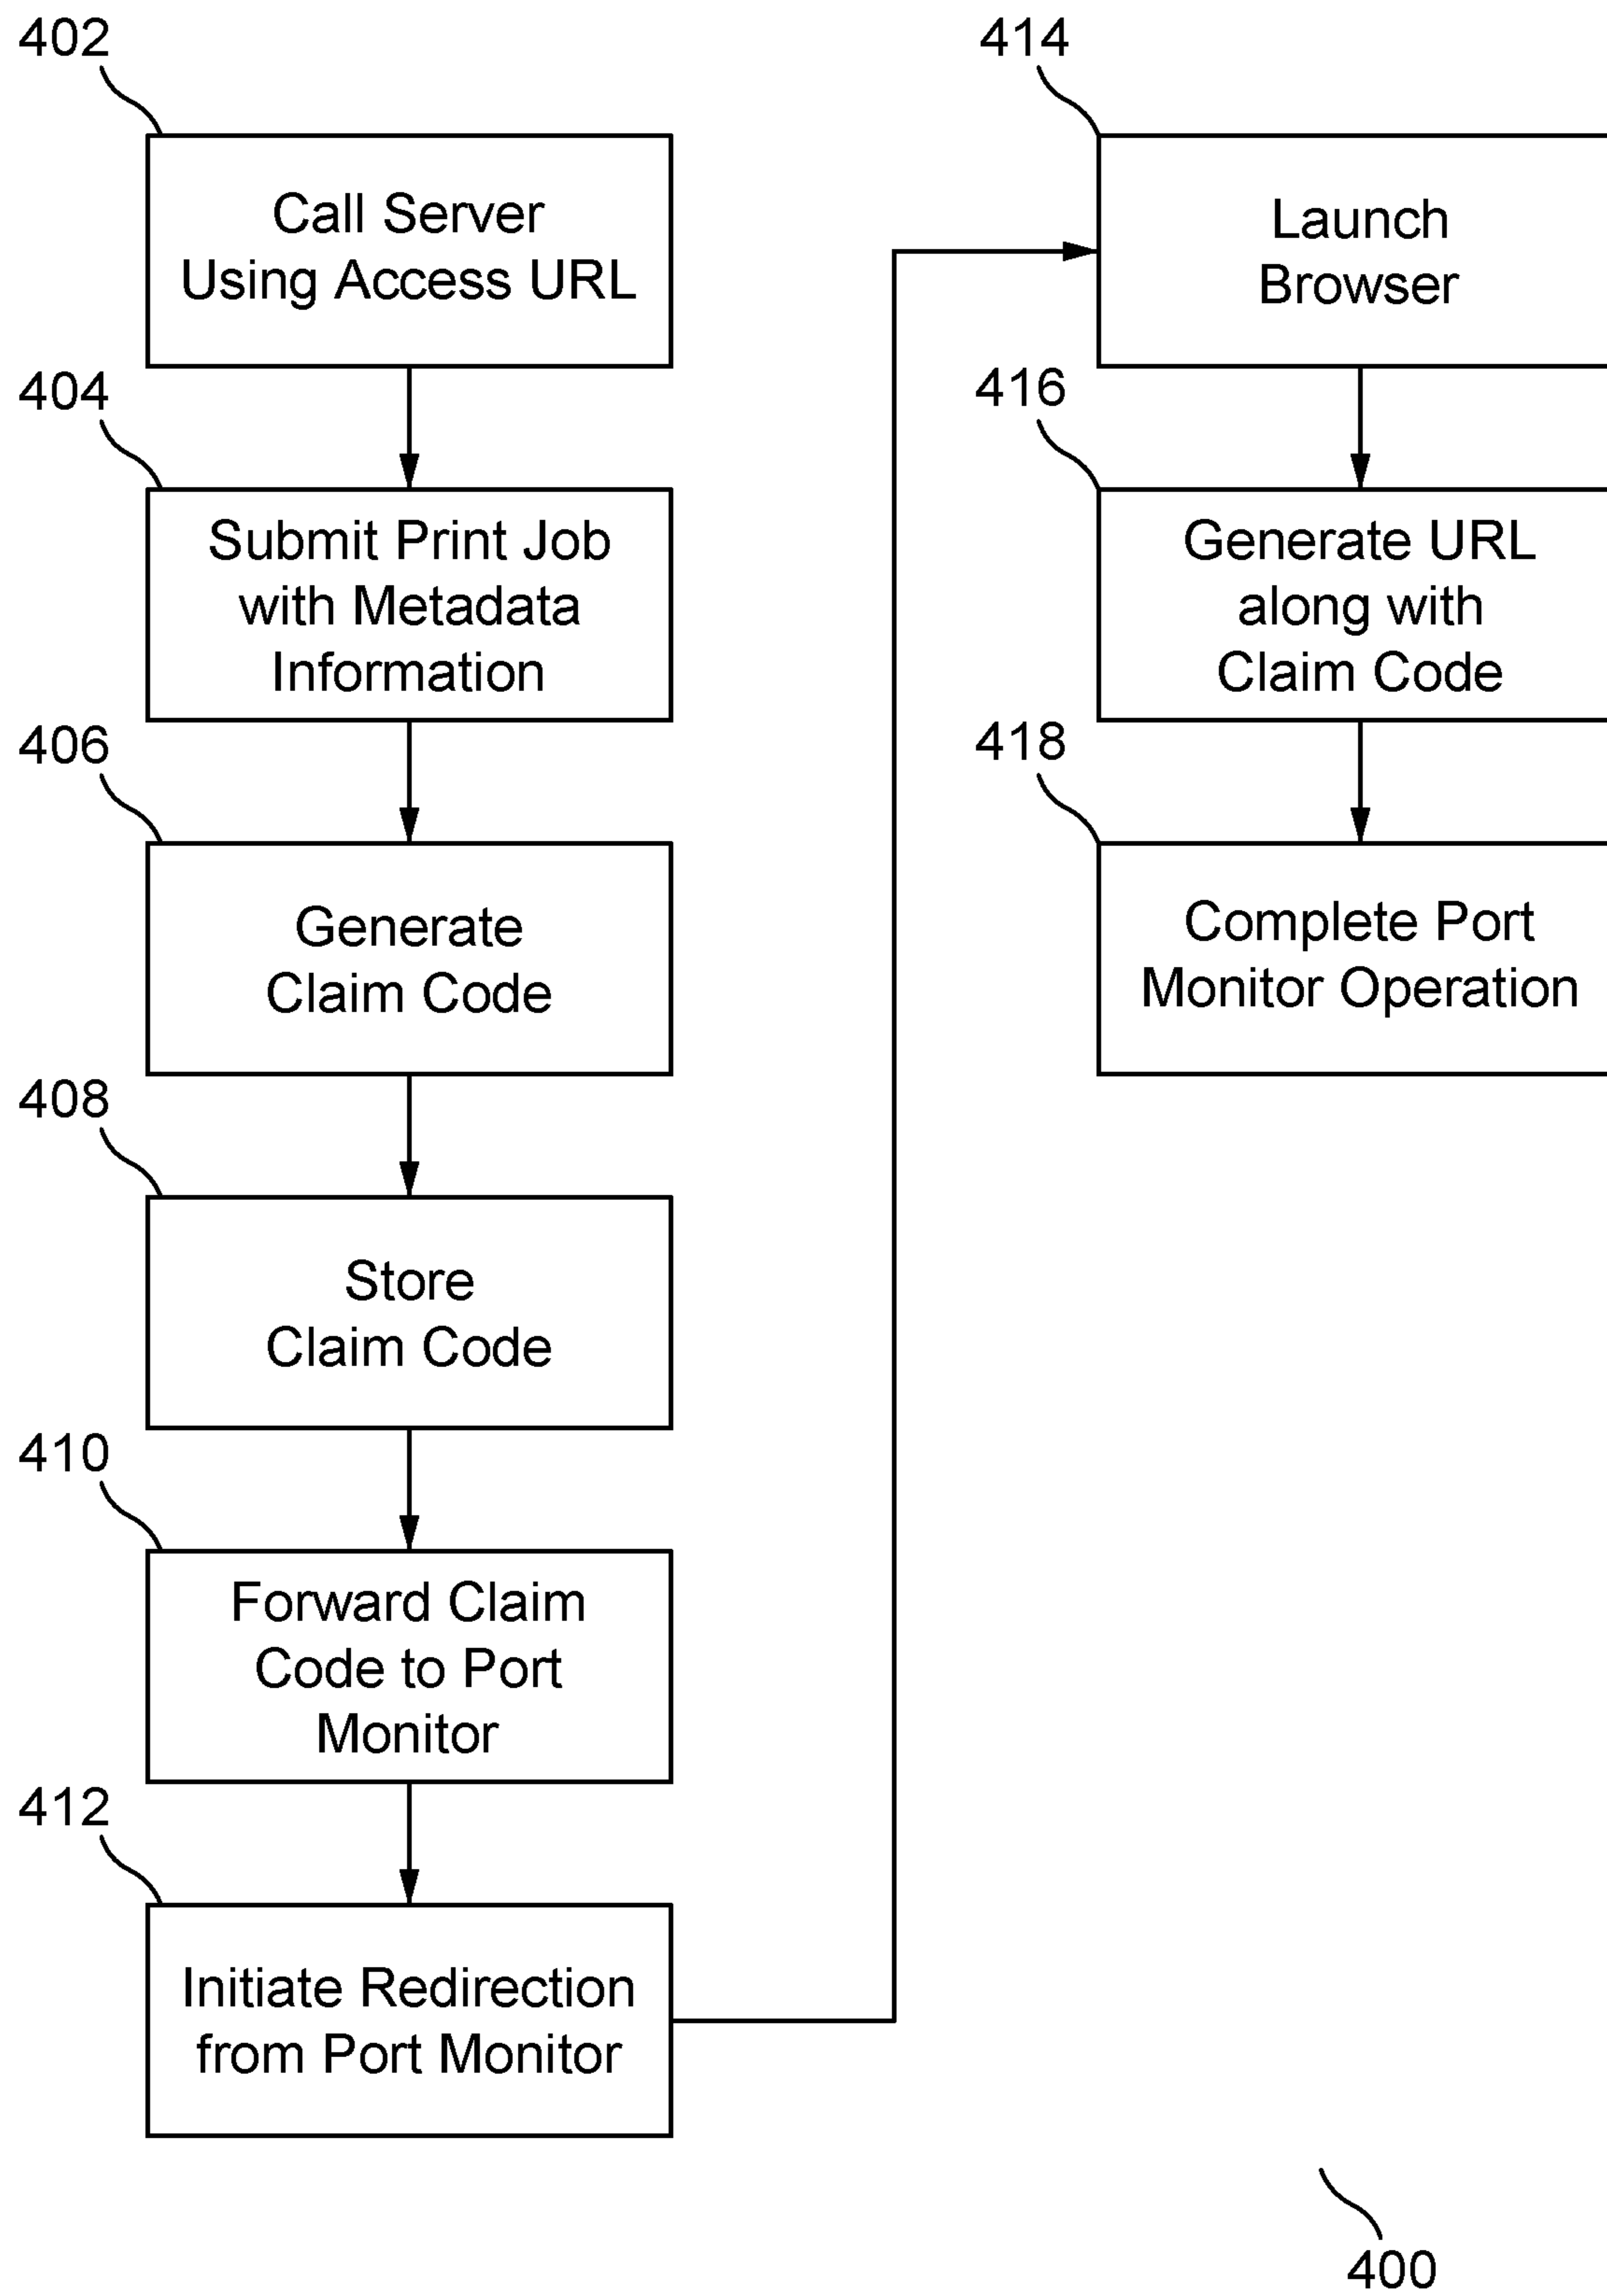 402
Call Server
Using Access URL
404
Submit Print Job
with Metadata
Information
406
Generate
Claim Code
408
Store
Claim Code
410
Forward Claim
Code to Port
Monitor
412
Initiate Redirection
from Port Monitor
414
Launch
Browser
416
Generate URL
along with
Claim Code
418
Complete Port
Monitor Operation
400